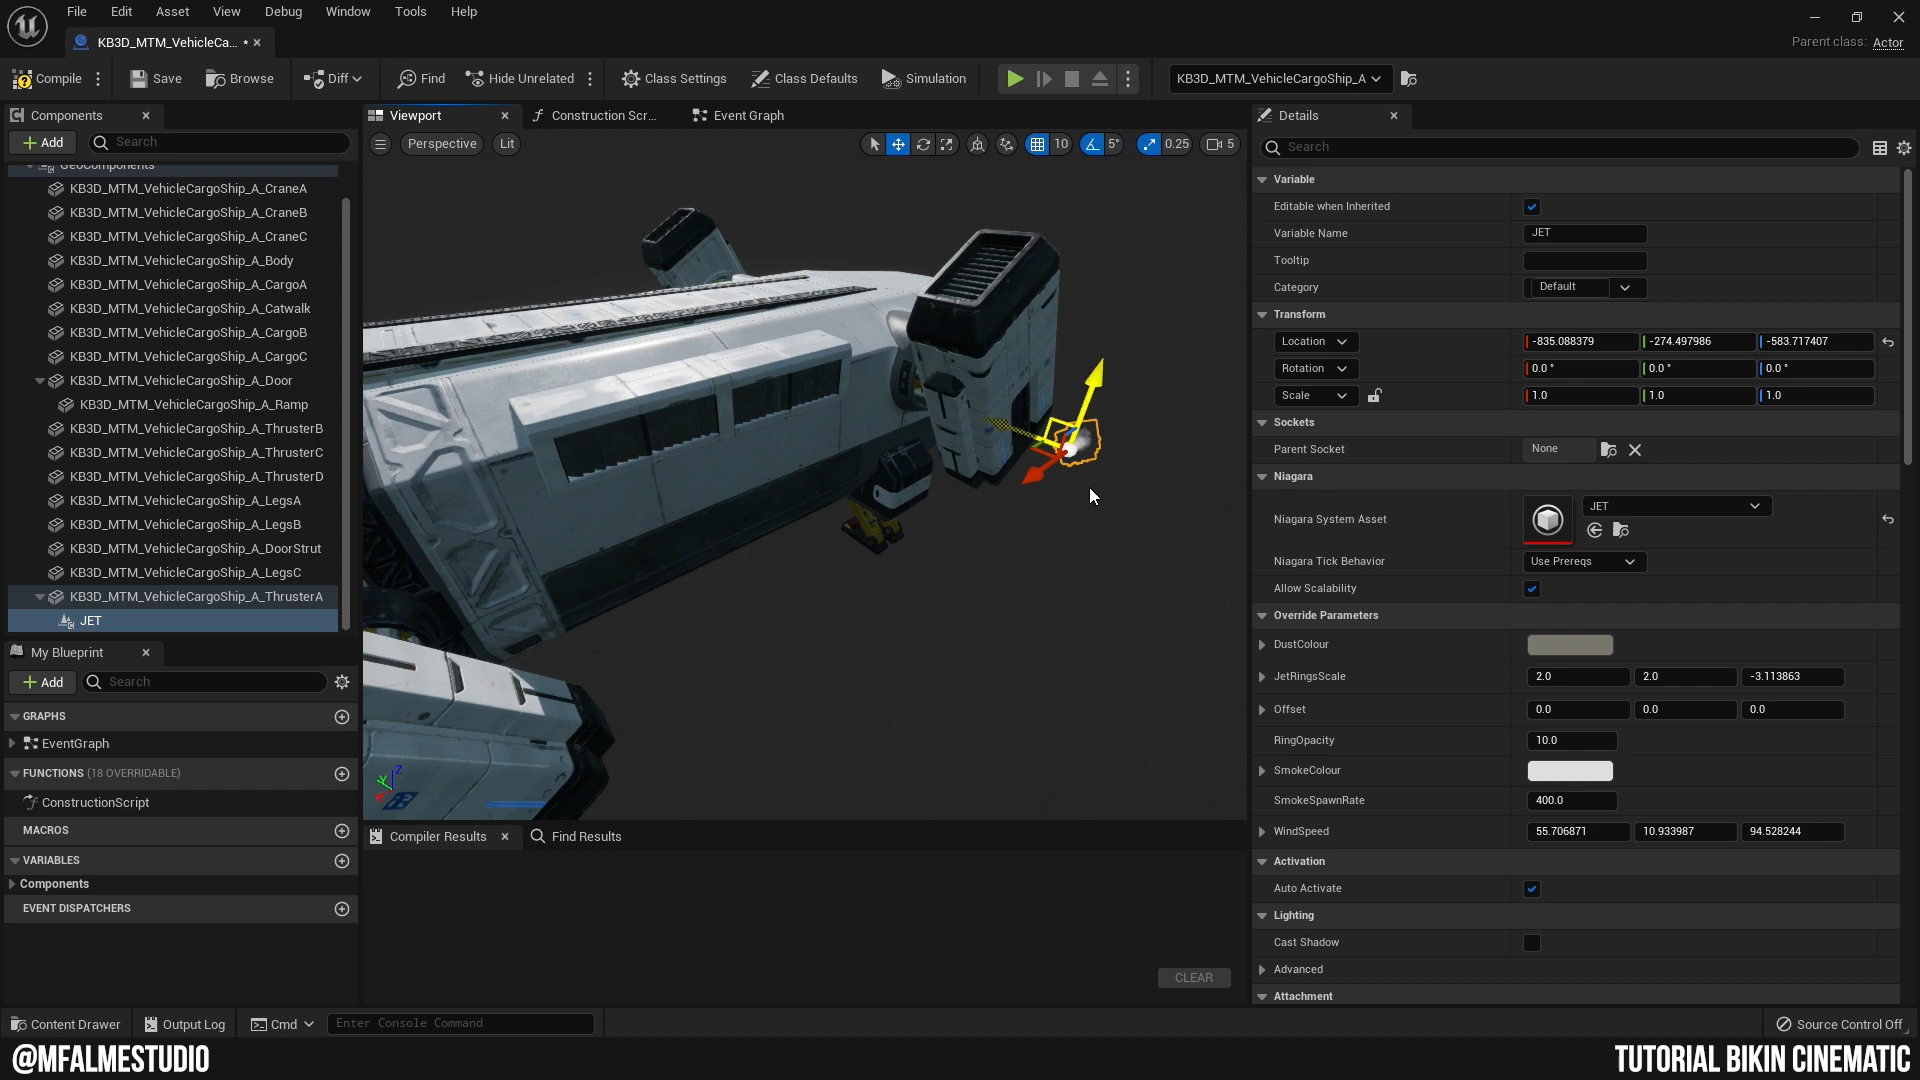 File Edit Asset View Debug Window Tools Help
KB3D_MTM_VehicleCa... • ×
Parent class: Actor
Compile Save Browse Diff Find Hide Unrelated Class Settings Class Defaults Simulation KB3D_MTM_VehicleCargoShip_A
Components
Add Search
GeoComponents
KB3D_MTM_VehicleCargoShip_A_CraneA
KB3D_MTM_VehicleCargoShip_A_CraneB
KB3D_MTM_VehicleCargoShip_A_CraneC
KB3D_MTM_VehicleCargoShip_A_Body
KB3D_MTM_VehicleCargoShip_A_CargoA
KB3D_MTM_VehicleCargoShip_A_Catwalk
KB3D_MTM_VehicleCargoShip_A_CargoB
KB3D_MTM_VehicleCargoShip_A_CargoC
KB3D_MTM_VehicleCargoShip_A_Door
KB3D_MTM_VehicleCargoShip_A_Ramp
KB3D_MTM_VehicleCargoShip_A_ThrusterB
KB3D_MTM_VehicleCargoShip_A_ThrusterC
KB3D_MTM_VehicleCargoShip_A_ThrusterD
KB3D_MTM_VehicleCargoShip_A_LegsA
KB3D_MTM_VehicleCargoShip_A_LegsB
KB3D_MTM_VehicleCargoShip_A_DoorStrut
KB3D_MTM_VehicleCargoShip_A_LegsC
KB3D_MTM_VehicleCargoShip_A_ThrusterA
JET
My Blueprint
Add Search
GRAPHS
EventGraph
FUNCTIONS (18 OVERRIDABLE)
ConstructionScript
MACROS
VARIABLES
Components
EVENT DISPATCHERS
Viewport Construction Scr... Event Graph
Perspective Lit 10 5° 0.25 5
Z
Y
X
Compiler Results Find Results
CLEAR
Details
Search
Variable
Editable when Inherited
Variable Name JET
Tooltip
Category Default
Transform
Location -835.088379 -274.497986 -583.717407
Rotation 0.0 ° 0.0 ° 0.0 °
Scale 1.0 1.0 1.0
Sockets
Parent Socket None
Niagara
Niagara System Asset JET
Niagara Tick Behavior Use Prereqs
Allow Scalability
Override Parameters
DustColour
JetRingsScale 2.0 2.0 -3.113863
Offset 0.0 0.0 0.0
RingOpacity 10.0
SmokeColour
SmokeSpawnRate 400.0
WindSpeed 55.706871 10.933987 94.528244
Activation
Auto Activate
Lighting
Cast Shadow
Advanced
Attachment
Content Drawer Output Log Cmd Enter Console Command Source Control Off
@MFALMESTUDIO TUTORIAL BIKIN CINEMATIC